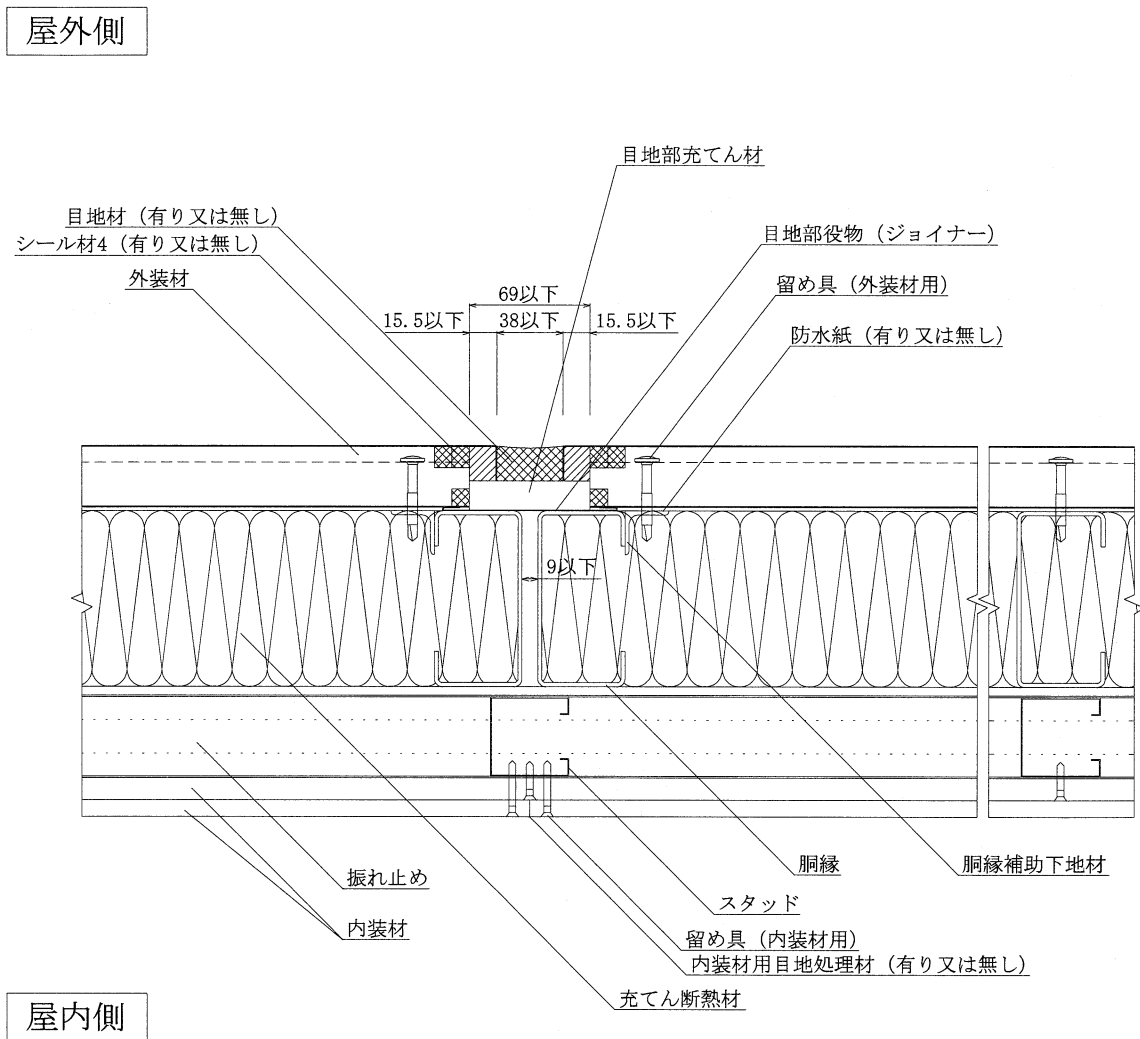 屋外側
目地部充てん材
目地材（有り又は無し）
シール材4（有り又は無し）
外装材
目地部役物（ジョイナー）
留め具（外装材用）
69以下
15.5以下
38以下
15.5以下
防水紙（有り又は無し）
9以下
振れ止め
内装材
胴縁
胴縁補助下地材
スタッド
留め具（内装材用）
内装材用目地処理材（有り又は無し）
充てん断熱材
屋内側